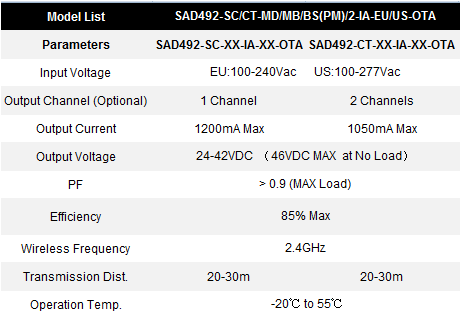 Model List SAD492-SC/CT-MD/MB/BS(PM)/2-IA-EU/US-OTA
Parameters SAD492-SC-XX-IA-XX-OTA SAD492-CT-XX-IA-XX-OTA
Input Voltage EU:100-240Vac US:100-277Vac
Output Channel (Optional) 1 Channel 2 Channels
Output Current 1200mA Max 1050mA Max
Output Voltage 24-42VDC （46VDC MAX at No Load）
PF > 0.9 (MAX Load)
Efficiency 85% Max
Wireless Frequency 2.4GHz
Transmission Dist. 20-30m 20-30m
Operation Temp. -20℃ to 55℃